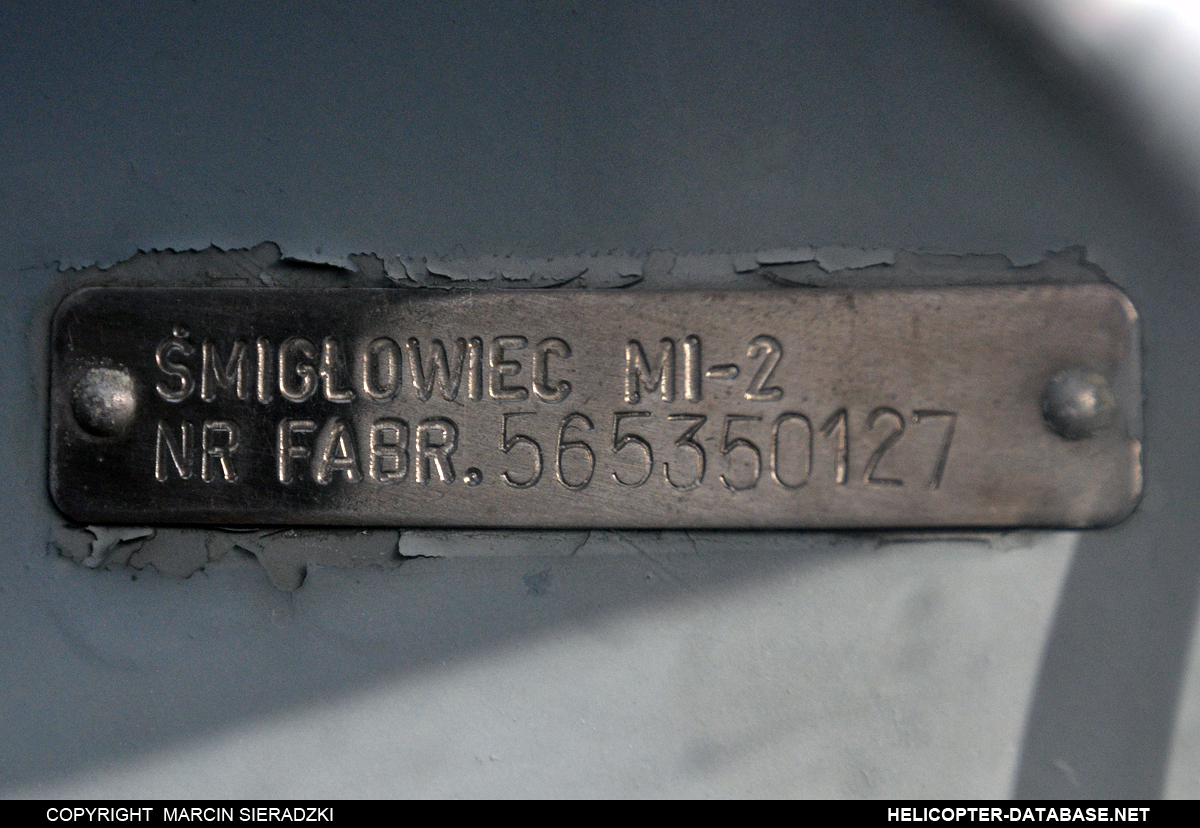 ŚMIGŁOWIEC MI-2
NR FABR. 565350127
COPYRIGHT MARCIN SIERADZKI
HELICOPTER-DATABASE.NET